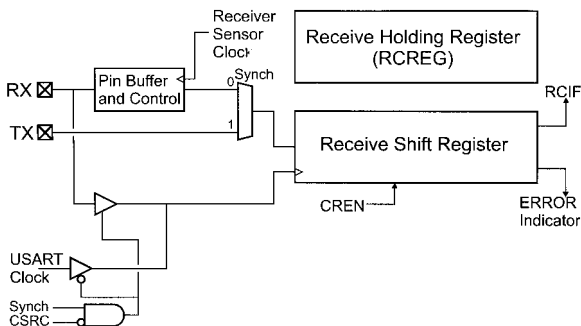 Receiver
Sensor
Clock
Receive Holding Register
(RCREG)
RX
Pin Buffer
and Control
0
Synch
TX
1
Receive Shift Register
RCIF
CREN
ERROR
Indicator
USART
Clock
Synch
CSRC